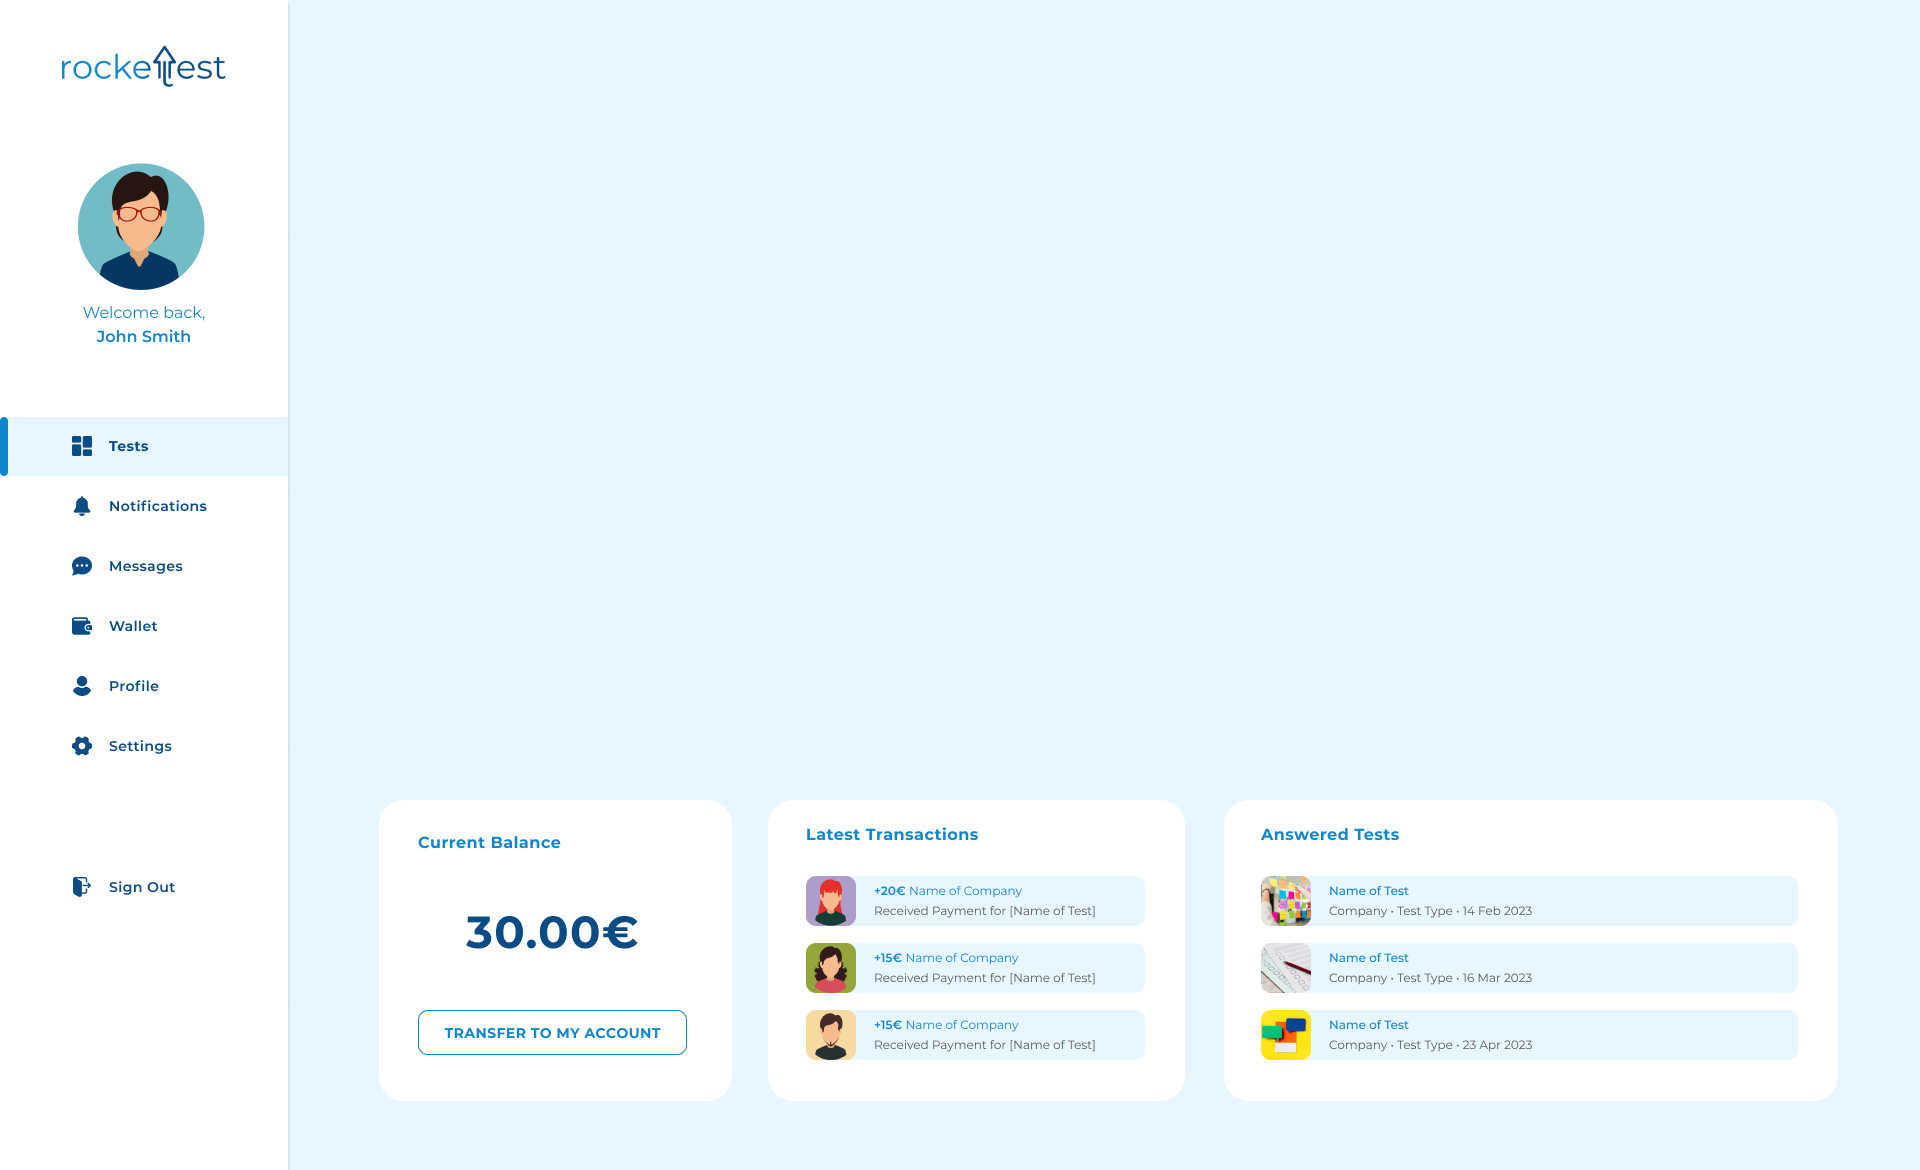 rockettest
Welcome back,
John Smith
Tests
Notifications
Messages
Wallet
Profile
Settings
Sign Out
Current Balance
30.00€
TRANSFER TO MY ACCOUNT
Latest Transactions
+20€ Name of Company
Received Payment for [Name of Test]
+15€ Name of Company
Received Payment for [Name of Test]
+15€ Name of Company
Received Payment for [Name of Test]
Answered Tests
Name of Test
Company • Test Type • 14 Feb 2023
Name of Test
Company • Test Type • 16 Mar 2023
Name of Test
Company • Test Type • 23 Apr 2023